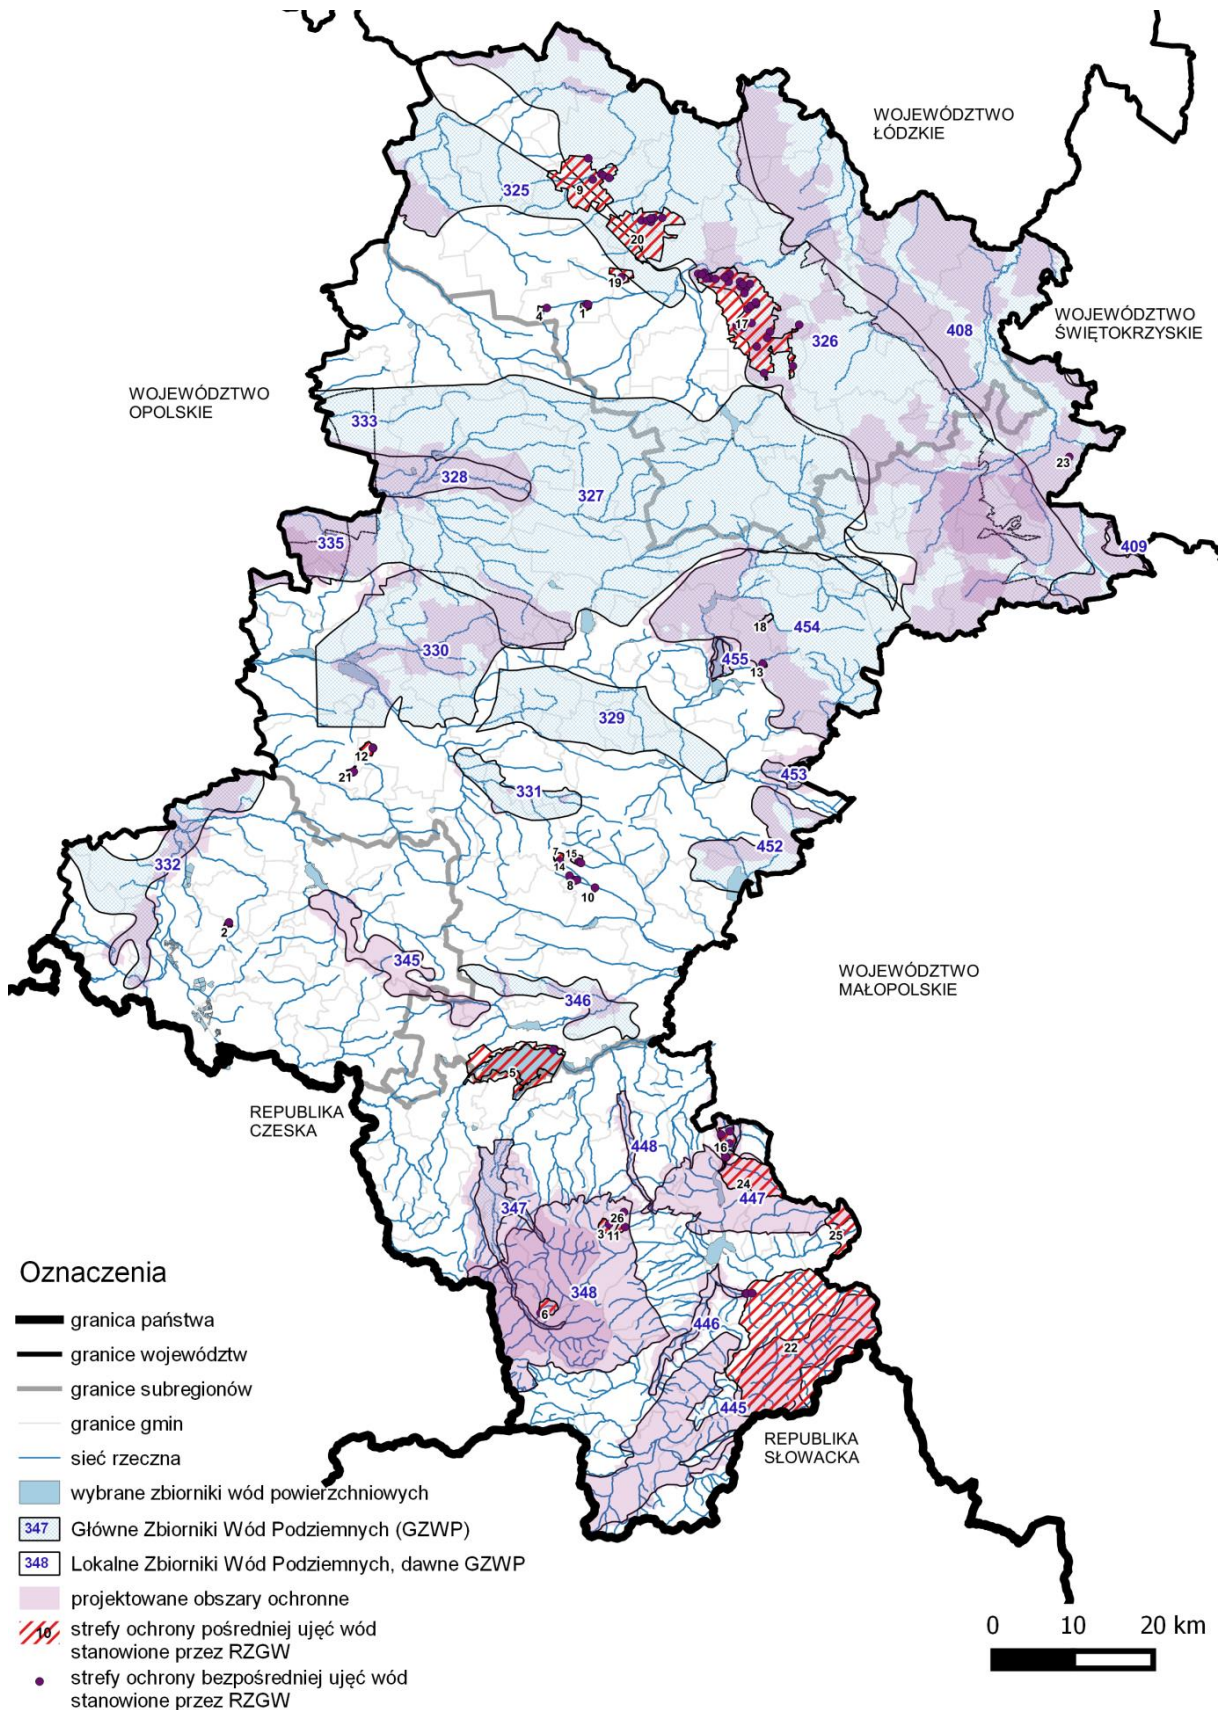 WOJEWÓDZTWO
ŁÓDZKIE
325
9
20
19
4
1
17
326
408
WOJEWÓDZTWO
ŚWIĘTOKRZYSKIE
WOJEWÓDZTWO
OPOLSKIE
333
328
327
23
335
409
18
454
330
455
13
329
12
21
453
331
332
452
7
15
14
8
10
2
345
346
WOJEWÓDZTWO
MAŁOPOLSKIE
5
REPUBLIKA
CZESKA
448
16
24
447
347
26
3
11
25
348
6
446
22
445
REPUBLIKA
SŁOWACKA
Oznaczenia
granica państwa
granice województw
granice subregionów
granice gmin
sieć rzeczna
wybrane zbiorniki wód powierzchniowych
347 Główne Zbiorniki Wód Podziemnych (GZWP)
348 Lokalne Zbiorniki Wód Podziemnych, dawne GZWP
projektowane obszary ochronne
10 strefy ochrony pośredniej ujęć wód
stanowione przez RZGW
strefy ochrony bezpośredniej ujęć wód
stanowione przez RZGW
0 10 20 km